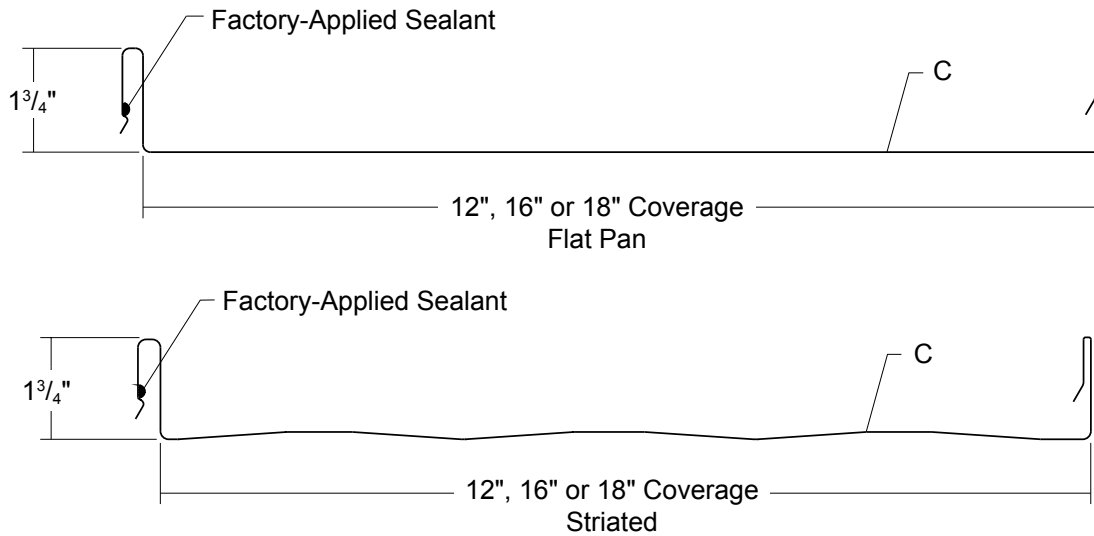 Factory-Applied Sealant
C
1³/₄"
12", 16" or 18" Coverage
Flat Pan
Factory-Applied Sealant
C
1³/₄"
12", 16" or 18" Coverage
Striated